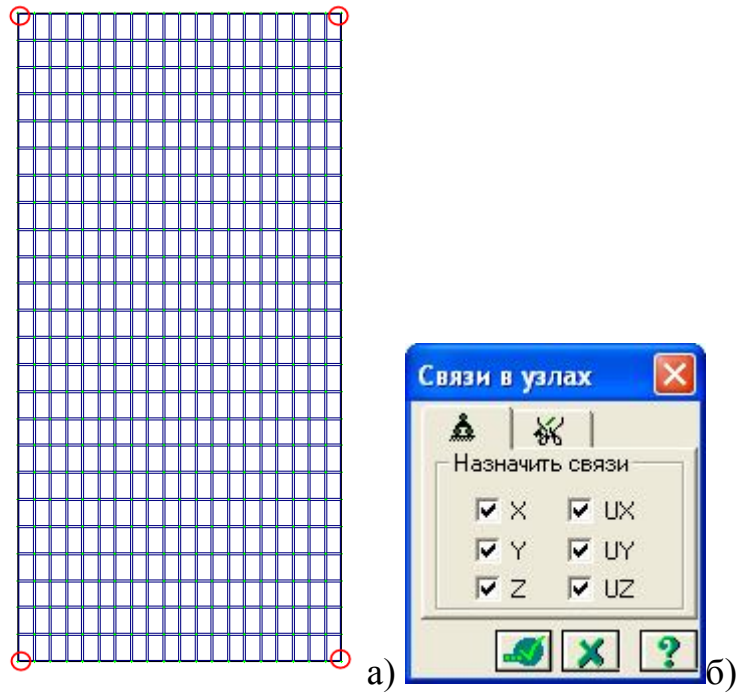 Связи в узлах
Назначить связи
X UX
Y UY
Z UZ
а) б)